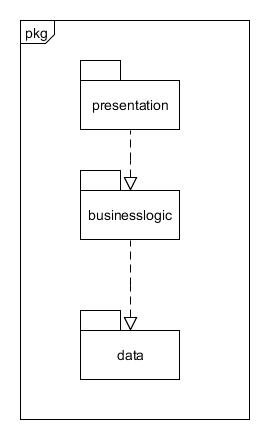 pkg
presentation
businesslogic
data